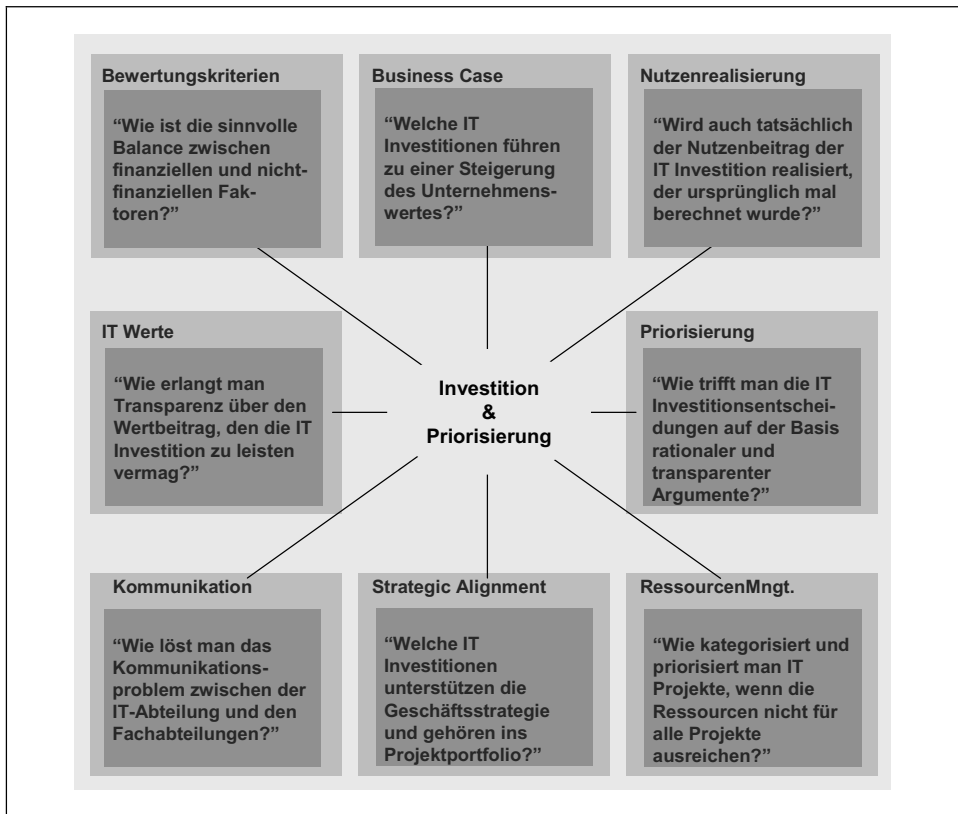 Bewertungskriterien
“Wie ist die sinnvolle
Balance zwischen
finanziellen und nicht-
finanziellen Fak-
toren?”
Business Case
“Welche IT
Investitionen führen
zu einer Steigerung
des Unternehmens-
wertes?”
Nutzenrealisierung
“Wird auch tatsächlich
der Nutzenbeitrag der
IT Investition realisiert,
der ursprünglich mal
berechnet wurde?”
IT Werte
“Wie erlangt man
Transparenz über den
Wertbeitrag, den die IT
Investition zu leisten
vermag?”
Investition
&
Priorisierung
Priorisierung
“Wie trifft man die IT
Investitionsentschei-
dungen auf der Basis
rationaler und
transparenter
Argumente?”
Kommunikation
“Wie löst man das
Kommunikations-
problem zwischen der
IT-Abteilung und den
Fachabteilungen?”
Strategic Alignment
“Welche IT
Investitionen
unterstützen die
Geschäftsstrategie
und gehören ins
Projektportfolio?”
RessourcenMngt.
“Wie kategorisiert und
priorisiert man IT
Projekte, wenn die
Ressourcen nicht für
alle Projekte
ausreichen?”